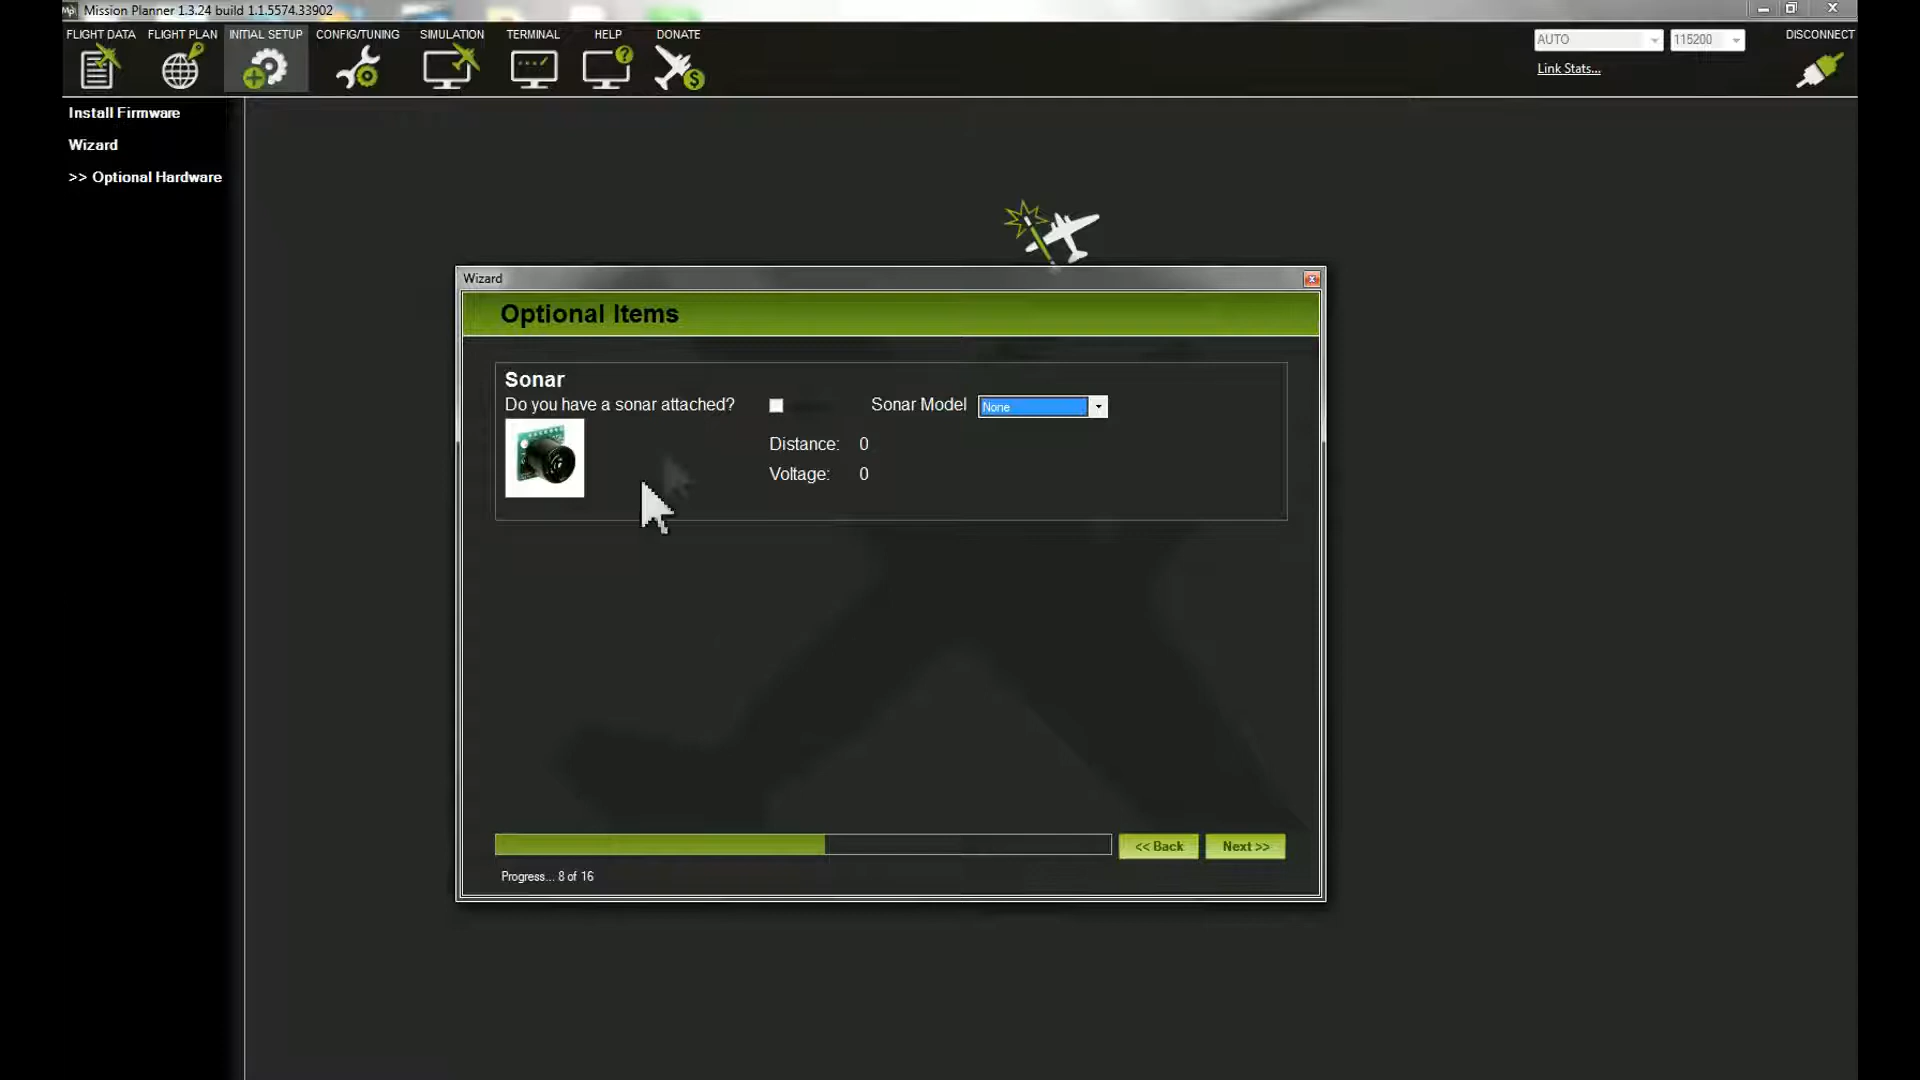 Mission Planner 1.3.24 build 1.1.5574.33902
FLIGHT DATA FLIGHT PLAN INITIAL SETUP CONFIG/TUNING SIMULATION TERMINAL HELP DONATE
AUTO 115200 DISCONNECT
Link Stats...
Install Firmware
Wizard
>> Optional Hardware
Wizard
Optional Items
Sonar
Do you have a sonar attached? Sonar Model None
Distance: 0
Voltage: 0
<< Back Next >>
Progress... 8 of 16